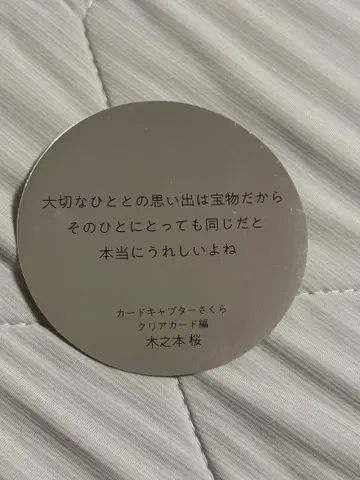 大切なひととの思い出は宝物だから
そのひとにとっても同じだと
本当にうれしいよね
カードキャプターさくら
クリアカード編
木之本 桜